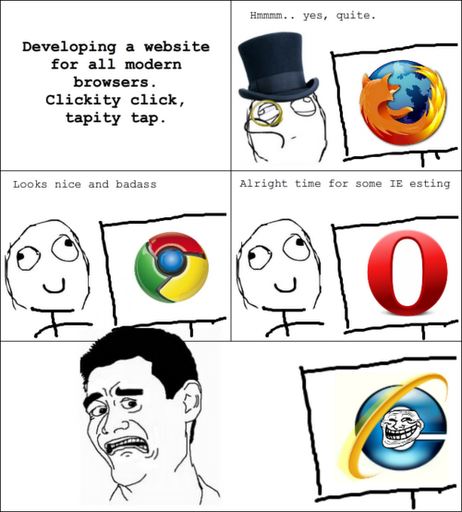 Developing a website
for all modern
browsers.
Clickity click,
tapity tap.
Hmmmm.. yes, quite.
Looks nice and badass
Alright time for some IE esting